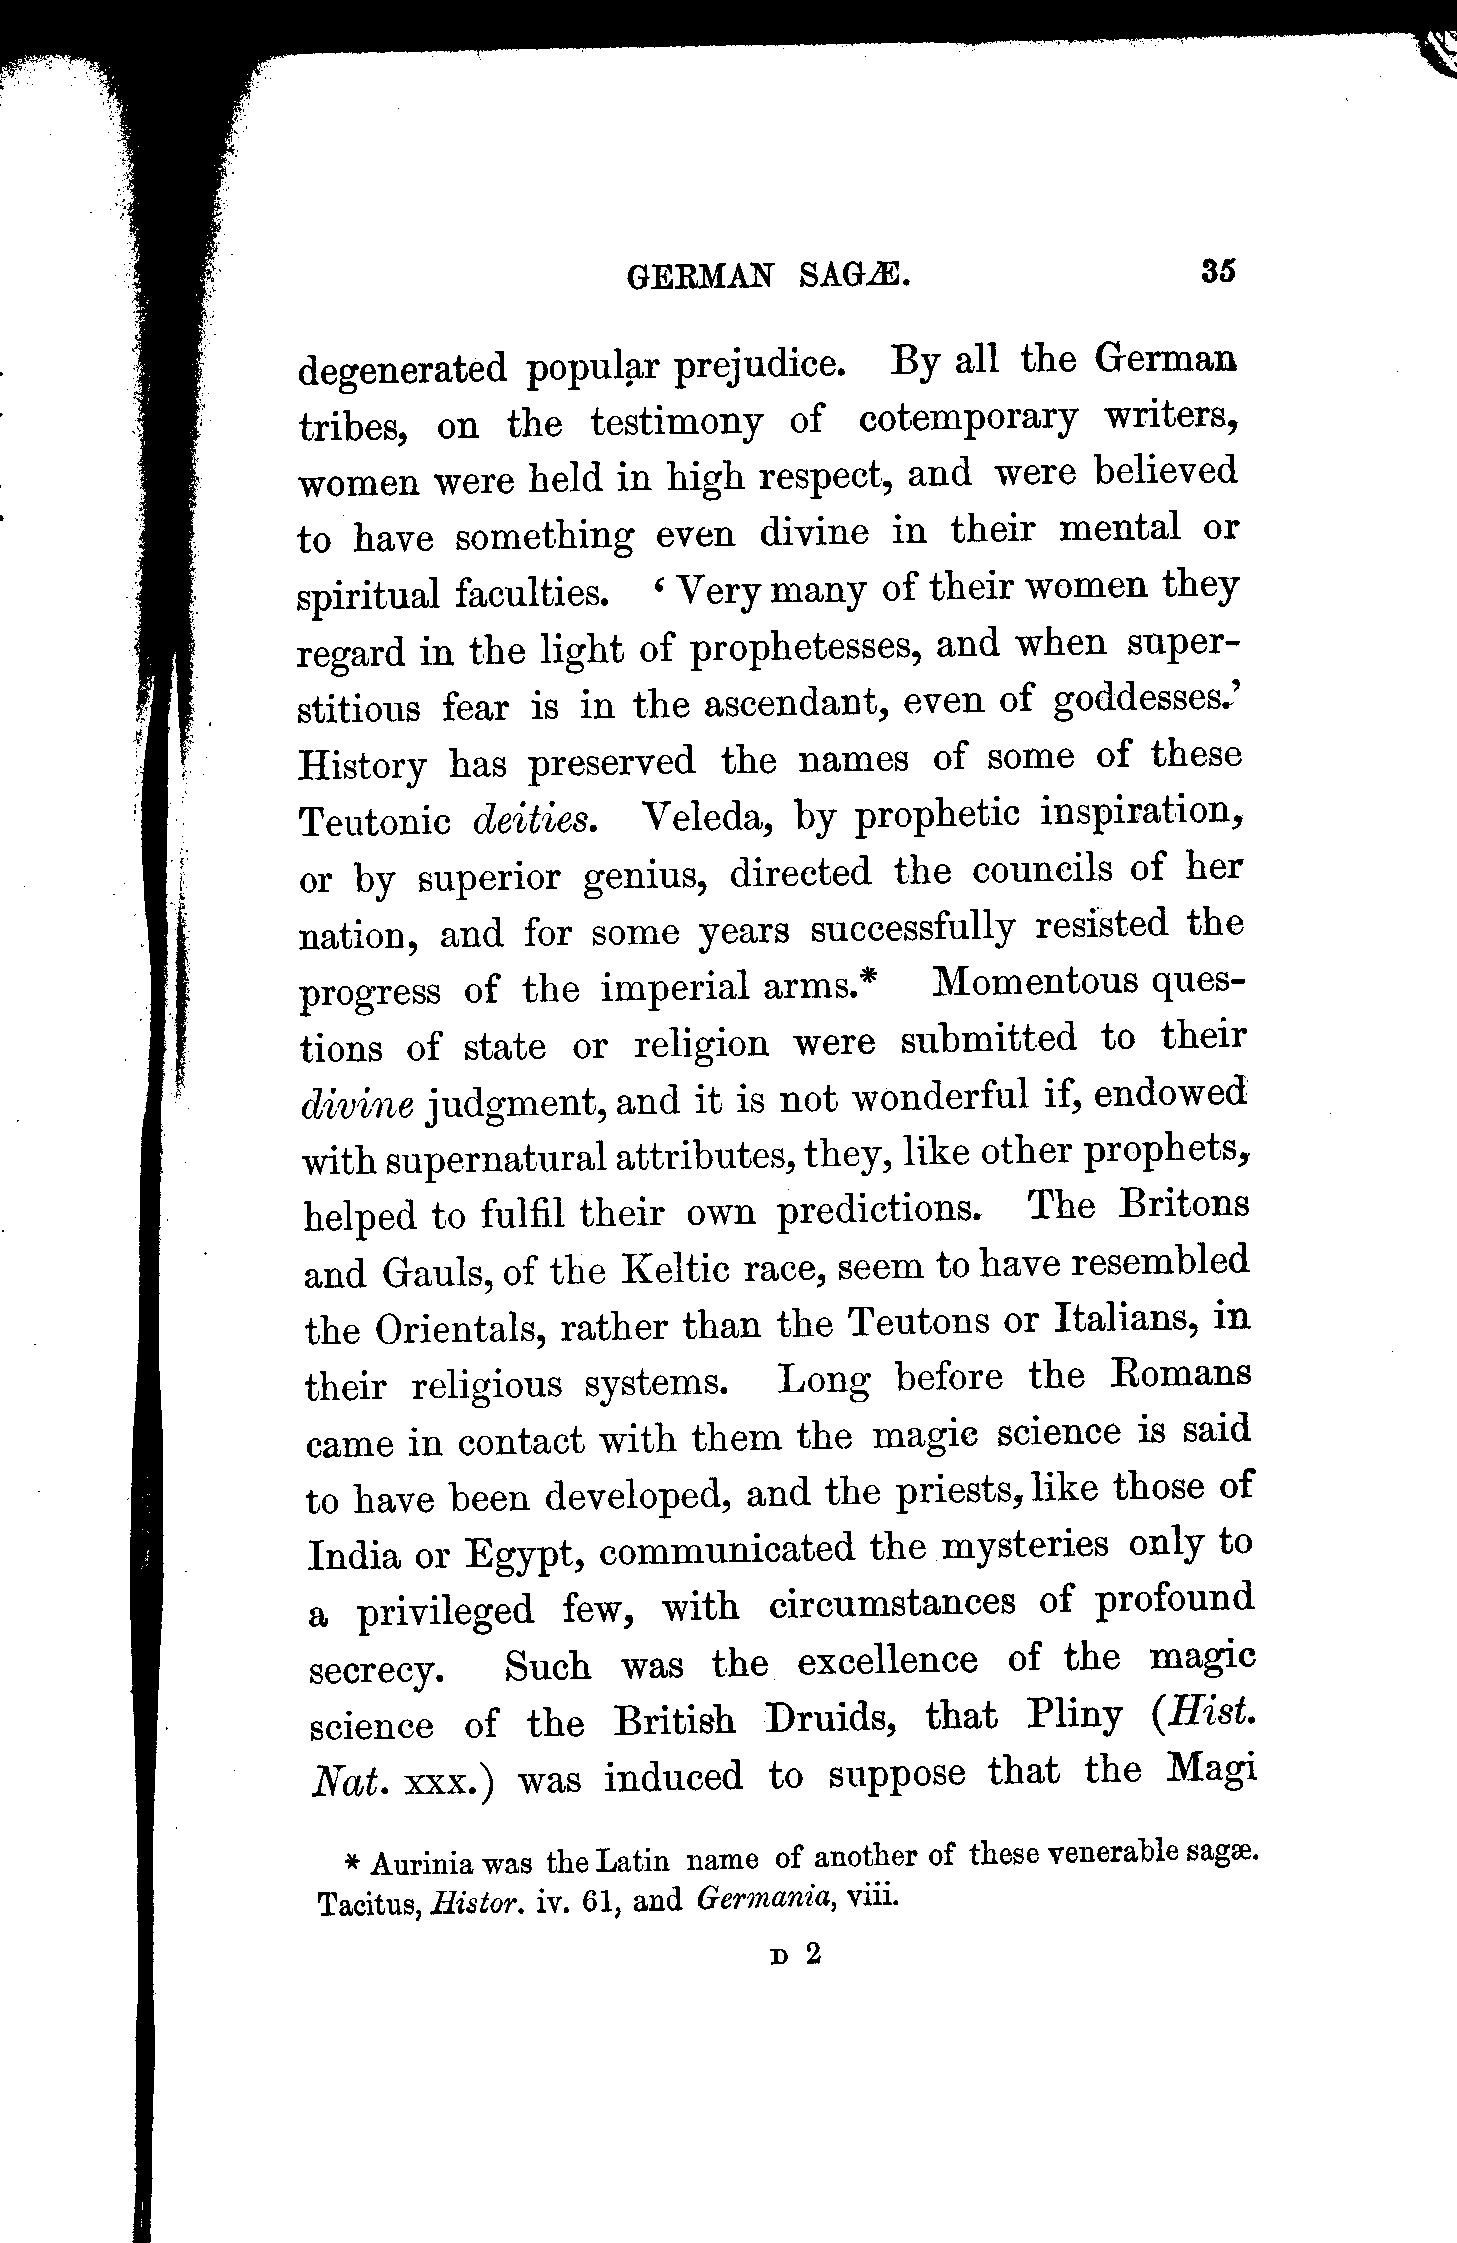 GERMAN SAGÆ. 35
degenerated popular prejudice. By all the German
tribes, on the testimony of cotemporary writers,
women were held in high respect, and were believed
to have something even divine in their mental or
spiritual faculties. ‘ Very many of their women they
regard in the light of prophetesses, and when super-
stitious fear is in the ascendant, even of goddesses.’
History has preserved the names of some of these
Teutonic deities. Veleda, by prophetic inspiration,
or by superior genius, directed the councils of her
nation, and for some years successfully resisted the
progress of the imperial arms.* Momentous ques-
tions of state or religion were submitted to their
divine judgment, and it is not wonderful if, endowed
with supernatural attributes, they, like other prophets,
helped to fulfil their own predictions. The Britons
and Gauls, of the Keltic race, seem to have resembled
the Orientals, rather than the Teutons or Italians, in
their religious systems. Long before the Romans
came in contact with them the magic science is said
to have been developed, and the priests, like those of
India or Egypt, communicated the mysteries only to
a privileged few, with circumstances of profound
secrecy. Such was the excellence of the magic
science of the British Druids, that Pliny (Hist.
Nat. xxx.) was induced to suppose that the Magi
* Aurinia was the Latin name of another of these venerable sagæ.
Tacitus, Histor. iv. 61, and Germania, viii.
D 2